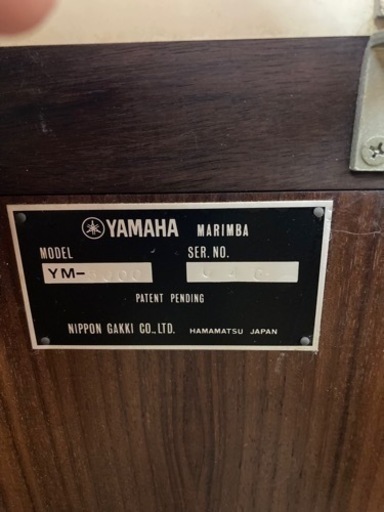 YAMAHA MARIMBA
MODEL SER. NO.
YM-
PATENT PENDING
NIPPON GAKKI CO.,LTD. HAMAMATSU JAPAN